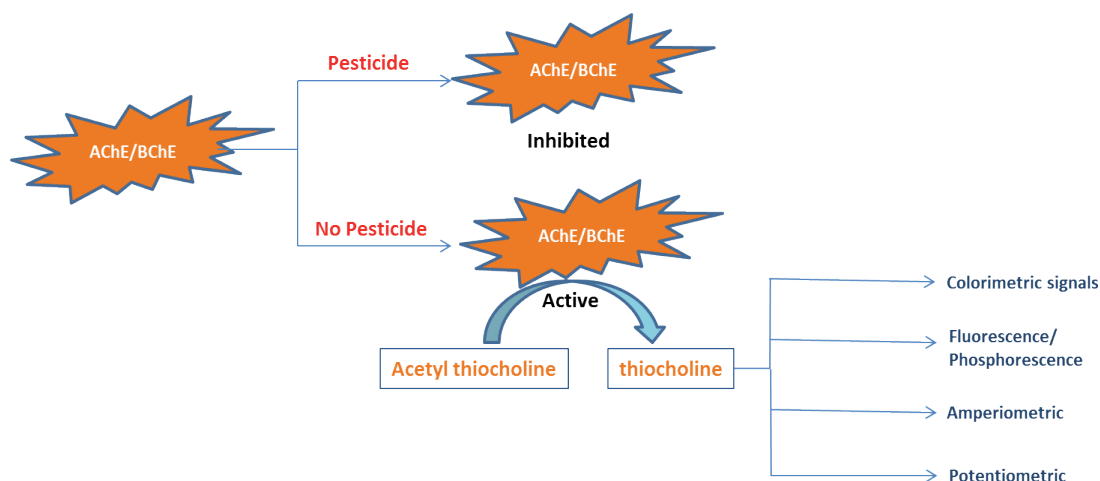 Pesticide
AChE/BChE
Inhibited
AChE/BChE
No Pesticide
AChE/BChE
Active
Acetyl thiocholine
thiocholine
Colorimetric signals
Fluorescence/
Phosphorescence
Amperiometric
Potentiometric